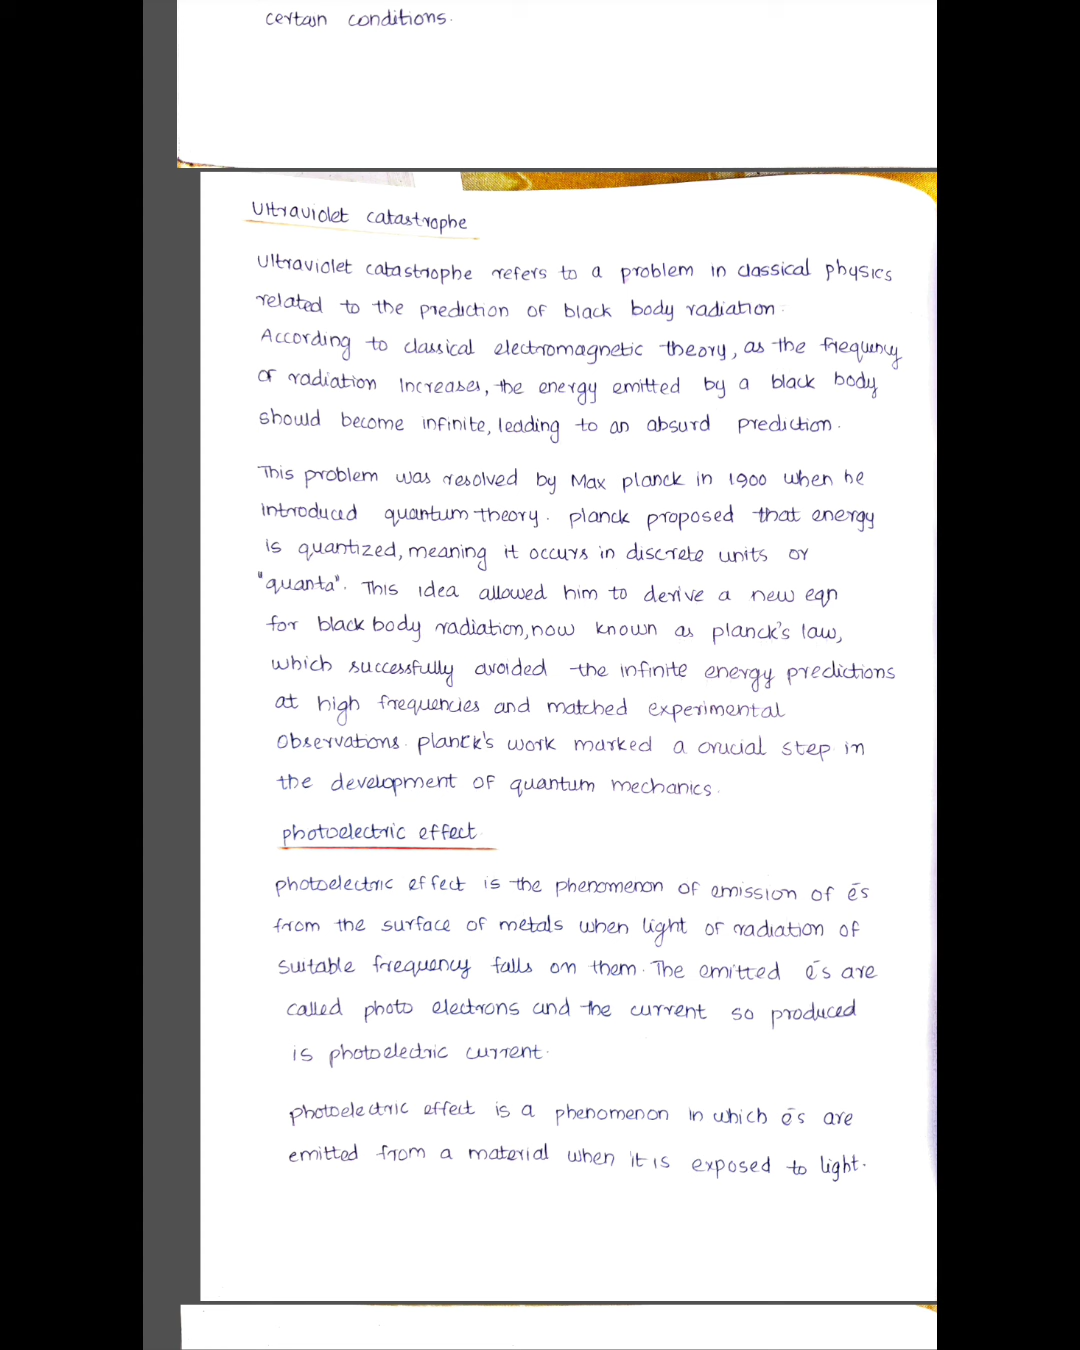 certain conditions.
Ultraviolet catastrophe
Ultraviolet catastrophe refers to a problem in classical physics
related to the prediction of black body radiation.
According to classical electromagnetic theory, as the frequency
of radiation increases, the energy emitted by a black body
should become infinite, leading to an absurd prediction.
This problem was resolved by Max planck in 1900 when he
introduced quantum theory. planck proposed that energy
is quantized, meaning it occurs in discrete units or
"quanta". This idea allowed him to derive a new eqn
for black body radiation, now known as planck's law,
which successfully avoided the infinite energy predictions
at high frequencies and matched experimental
observations. planck's work marked a crucial step in
the development of quantum mechanics.
photoelectric effect
photoelectric effect is the phenomenon of emission of ēs
from the surface of metals when light of radiation of
suitable frequency falls on them. The emitted ēs are
called photo electrons and the current so produced
is photoelectric current.
photoelectric effect is a phenomenon in which ēs are
emitted from a material when it is exposed to light.